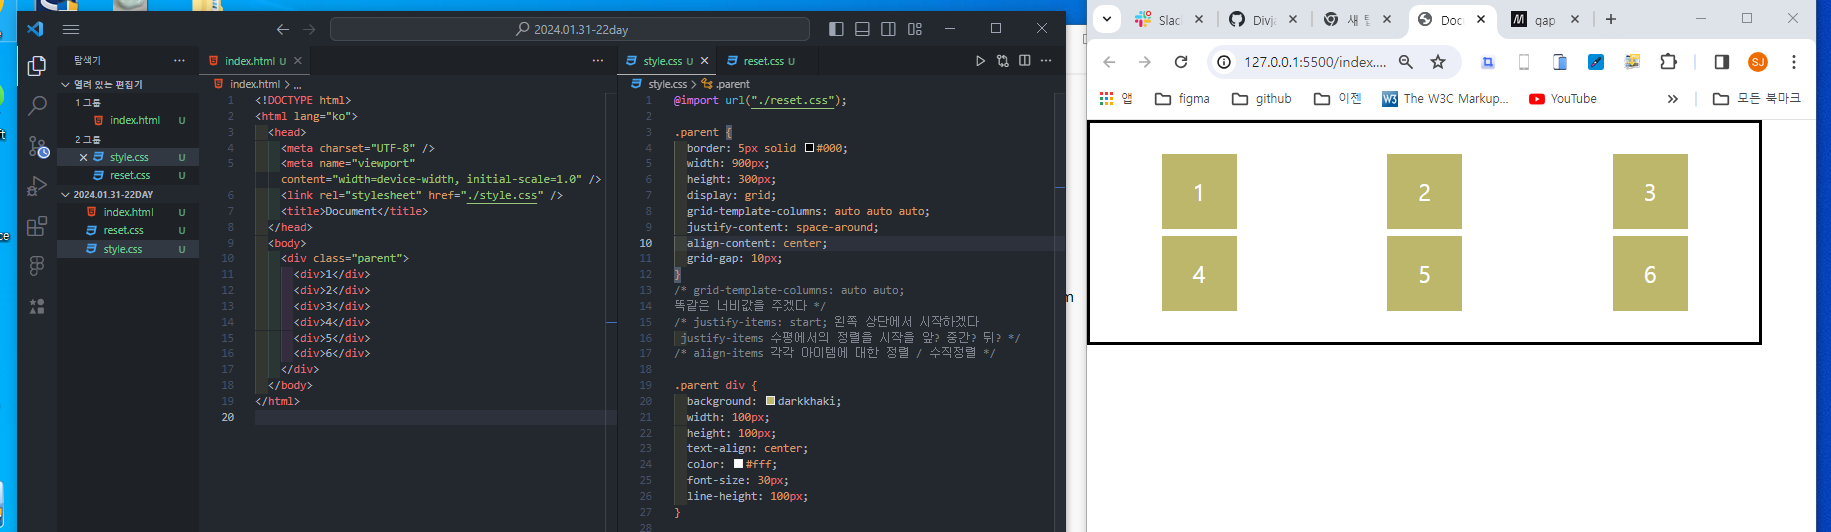 2024.01.31-22day
탐색기
열려 있는 편집기
1 그룹
index.html U
2 그룹
style.css U
reset.css U
2024.01.31-22DAY
index.html U
reset.css U
style.css U
index.html U
index.html > ...
1 <!DOCTYPE html>
2 <html lang="ko">
3 <head>
4 <meta charset="UTF-8" />
5 <meta name="viewport"
content="width=device-width, initial-scale=1.0" />
6 <link rel="stylesheet" href="./style.css" />
7 <title>Document</title>
8 </head>
9 <body>
10 <div class="parent">
11 <div>1</div>
12 <div>2</div>
13 <div>3</div>
14 <div>4</div>
15 <div>5</div>
16 <div>6</div>
17 </div>
18 </body>
19 </html>
20
style.css U
reset.css U
style.css > .parent
1 @import url("./reset.css");
2
3 .parent {
4 border: 5px solid #000;
5 width: 900px;
6 height: 300px;
7 display: grid;
8 grid-template-columns: auto auto auto;
9 justify-content: space-around;
10 align-content: center;
11 grid-gap: 10px;
12 }
13 /* grid-template-columns: auto auto;
14 똑같은 너비값을 주겠다 */
15 /* justify-items: start; 왼쪽 상단에서 시작하겠다
16 justify-items 수평에서의 정렬을 시작을 앞? 중간? 뒤? */
17 /* align-items 각각 아이템에 대한 정렬 / 수직정렬 */
18
19 .parent div {
20 background: darkkhaki;
21 width: 100px;
22 height: 100px;
23 text-align: center;
24 color: #fff;
25 font-size: 30px;
26 line-height: 100px;
27 }
28
Slac
Divja
새 탭
Doc
qap
127.0.0.1:5500/index....
SJ
앱
figma
github
이젠
W3 The W3C Markup...
YouTube
모든 북마크
1 2 3
4 5 6